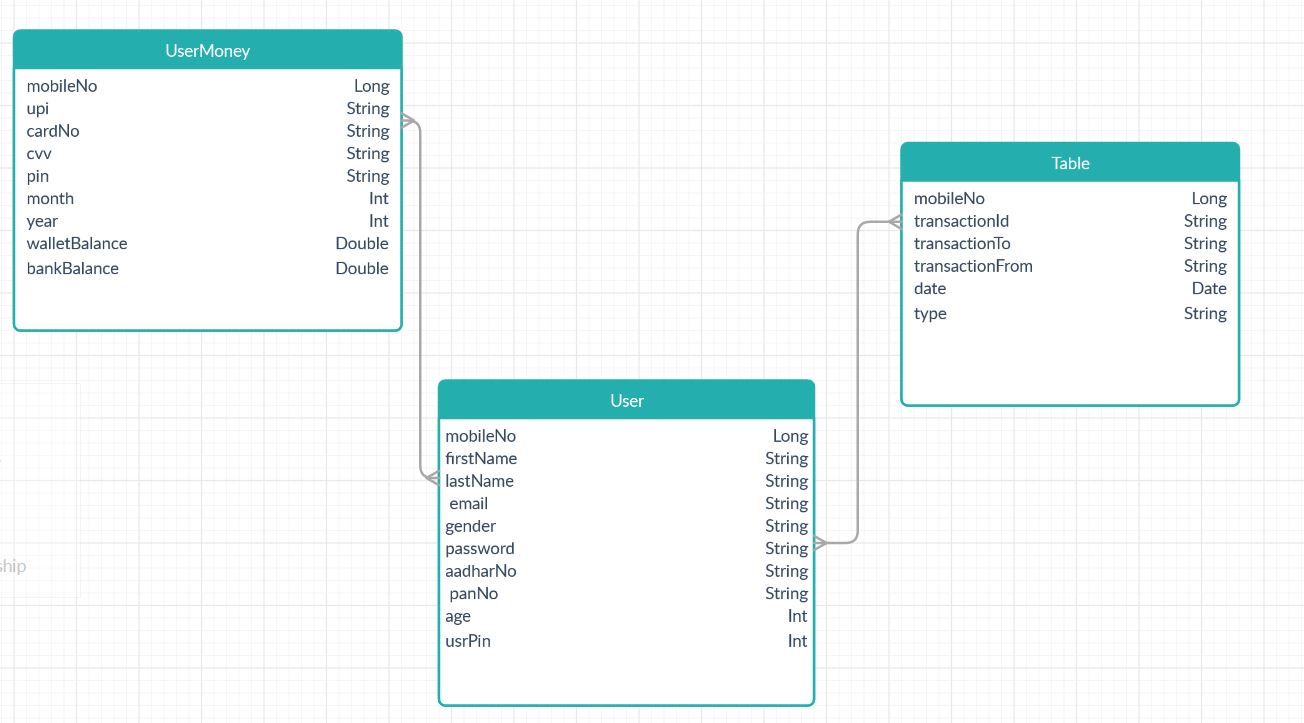 UserMoney
mobileNo Long
upi String
cardNo String
cvv String
pin String
month Int
year Int
walletBalance Double
bankBalance Double
Table
mobileNo Long
transactionId String
transactionTo String
transactionFrom String
date Date
type String
User
mobileNo Long
firstName String
lastName String
email String
gender String
password String
aadharNo String
panNo String
age Int
usrPin Int
ship